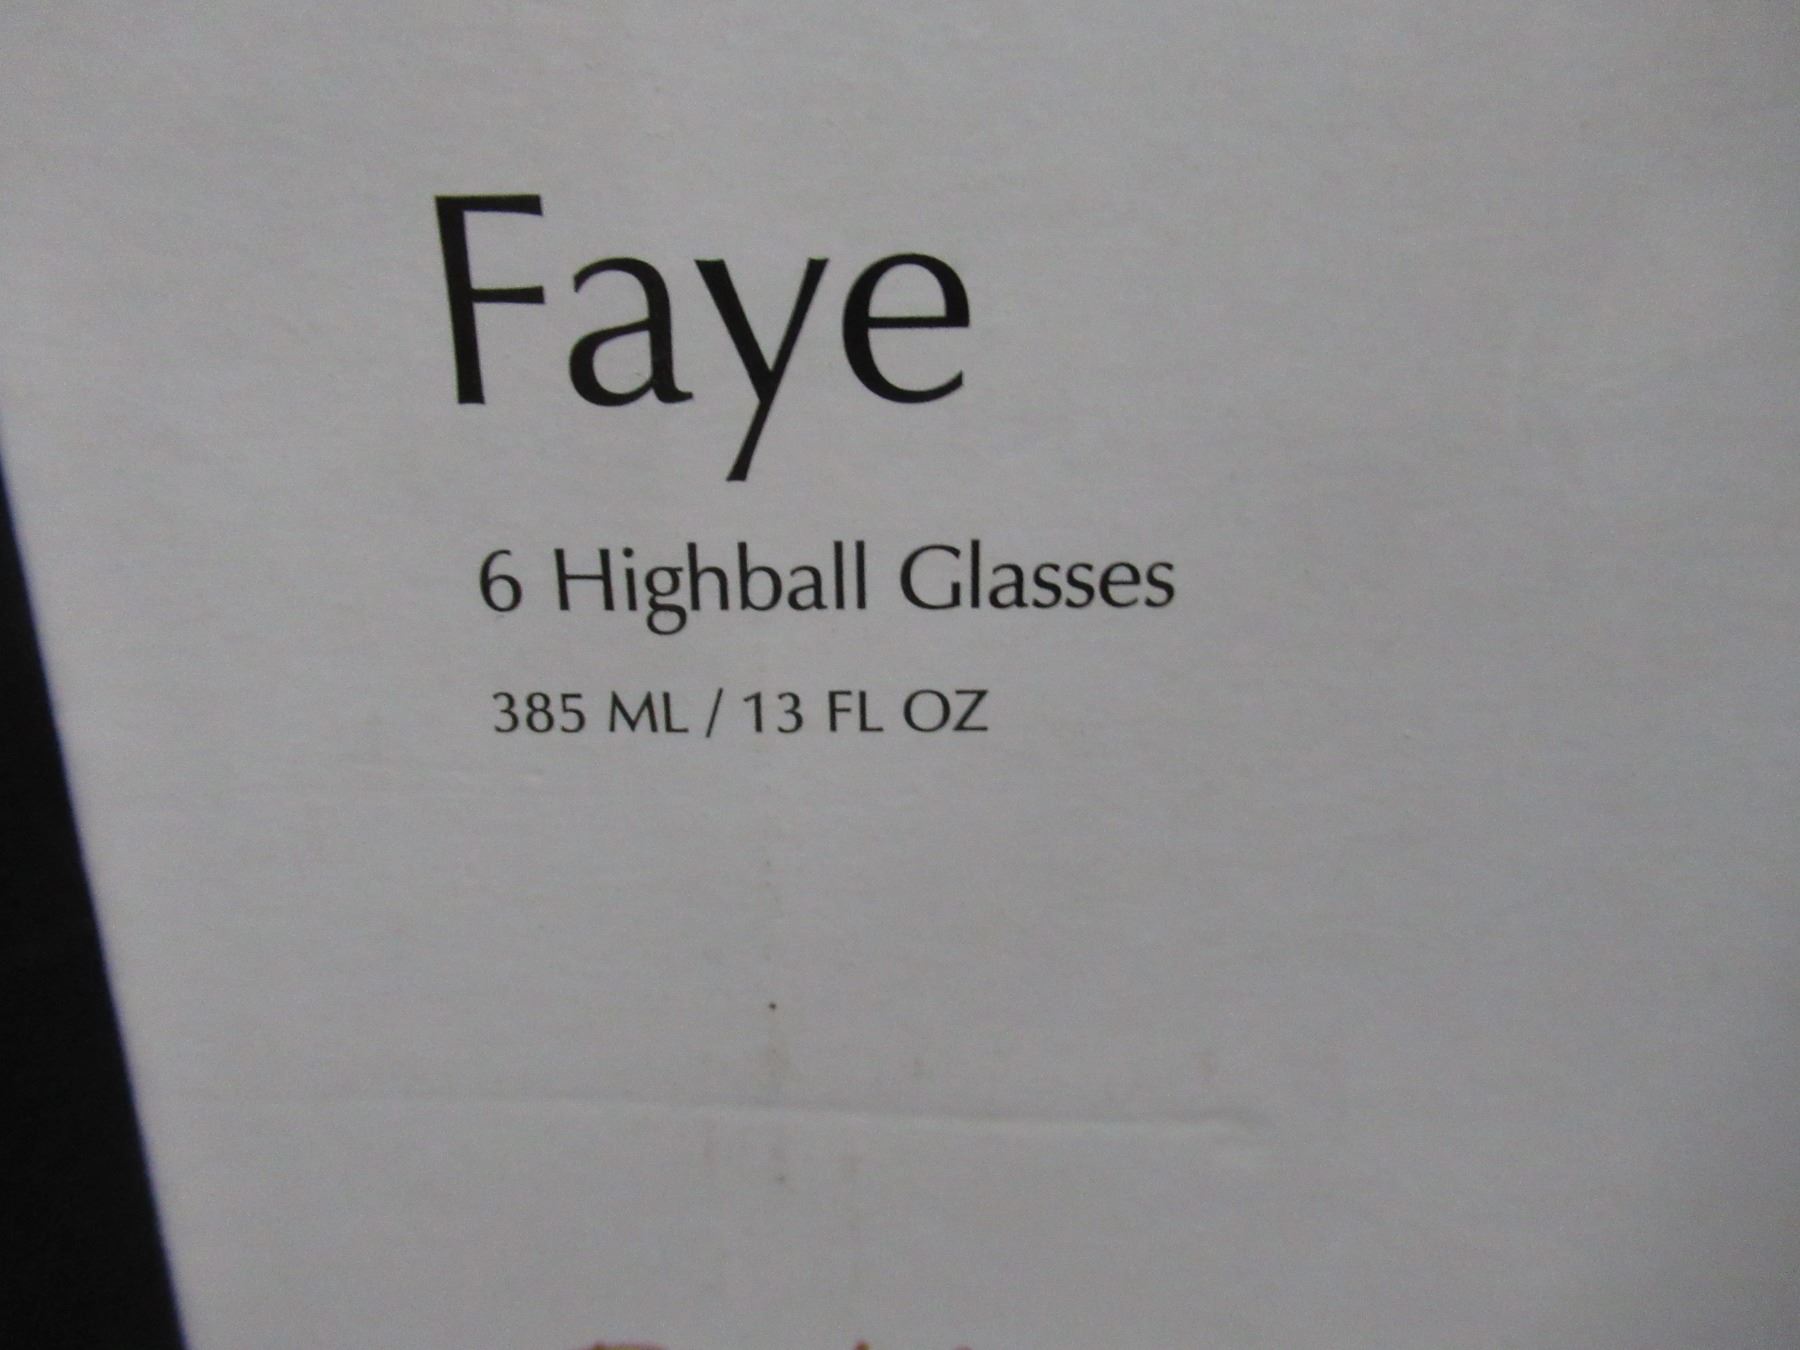 Faye
6 Highball Glasses
385 ML / 13 FL OZ